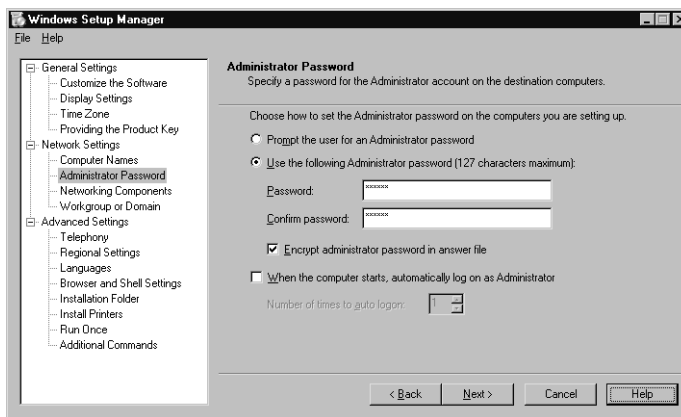 Windows Setup Manager
File Help
General Settings
Customize the Software
Display Settings
Time Zone
Providing the Product Key
Network Settings
Computer Names
Administrator Password
Networking Components
Workgroup or Domain
Advanced Settings
Telephony
Regional Settings
Languages
Browser and Shell Settings
Installation Folder
Install Printers
Run Once
Additional Commands
Administrator Password
Specify a password for the Administrator account on the destination computers.
Choose how to set the Administrator password on the computers you are setting up.
Prompt the user for an Administrator password
Use the following Administrator password (127 characters maximum):
Password: xxxxxx
Confirm password: xxxxxx
Encrypt administrator password in answer file
When the computer starts, automatically log on as Administrator
Number of times to auto logon: 1
< Back Next > Cancel Help